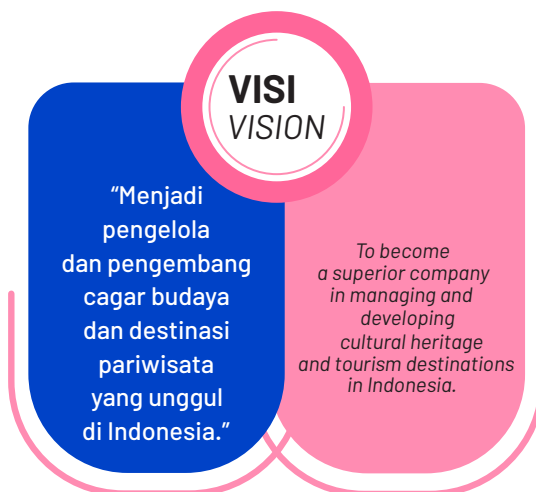 VISI
VISION
“Menjadi
pengelola
dan pengembang
cagar budaya
dan destinasi
pariwisata
yang unggul
di Indonesia.”
To become
a superior company
in managing and
developing
cultural heritage
and tourism destinations
in Indonesia.